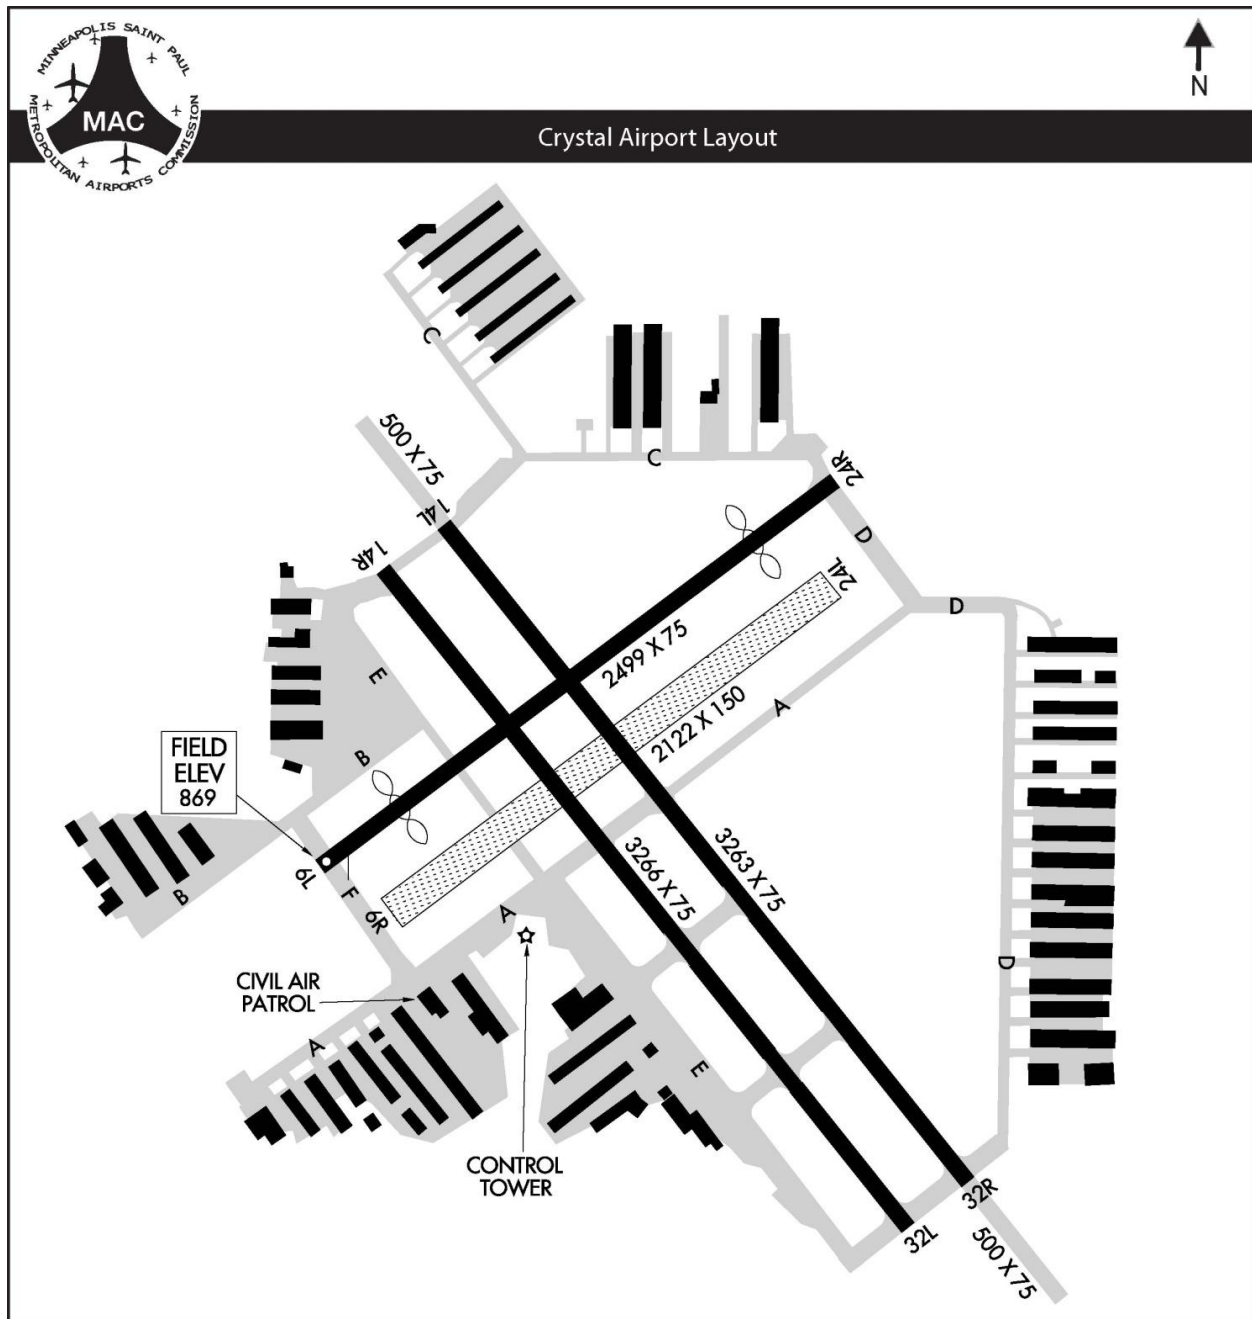 MINNEAPOLIS SAINT PAUL
METROPOLITAN AIRPORTS COMMISSION
MAC
N
Crystal Airport Layout
C
500 X 75
14L
14R
C
24R
D
24L
D
E
2499 X 75
2122 X 150
A
B
FIELD
ELEV
869
6L
F
6R
B
A
3266 X 75
3263 X 75
D
CIVIL AIR
PATROL
A
E
CONTROL
TOWER
32R
32L
500 X 75